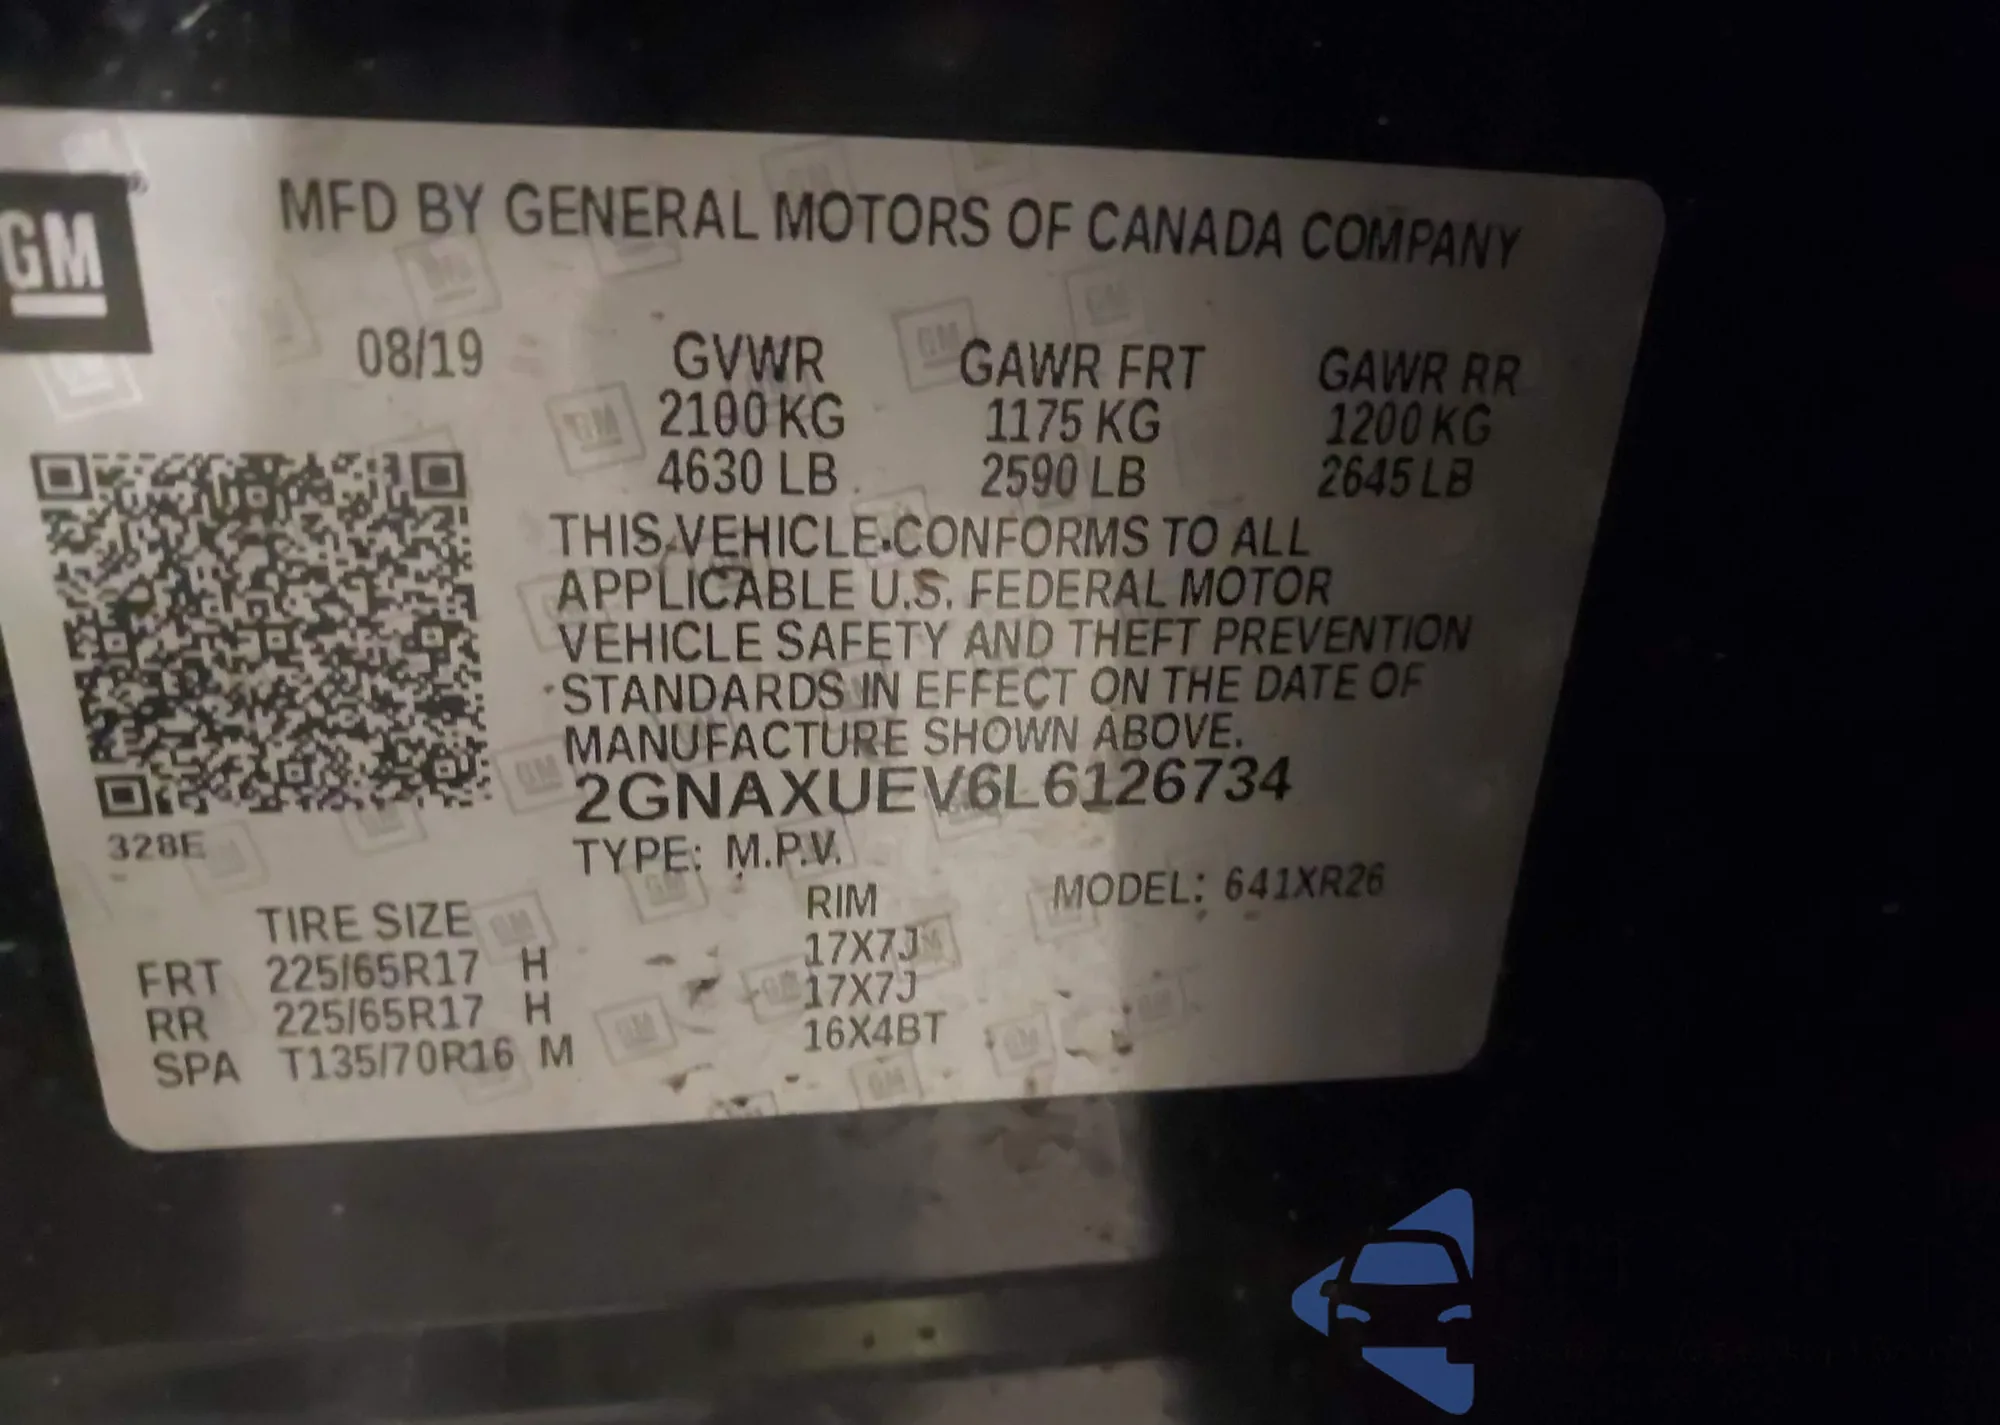 GM
MFD BY GENERAL MOTORS OF CANADA COMPANY
08/19 GVWR GAWR FRT GAWR RR
2100 KG 1175 KG 1200 KG
4630 LB 2590 LB 2645 LB
THIS VEHICLE CONFORMS TO ALL
APPLICABLE U.S. FEDERAL MOTOR
VEHICLE SAFETY AND THEFT PREVENTION
STANDARDS IN EFFECT ON THE DATE OF
MANUFACTURE SHOWN ABOVE.
2GNAXUEV6L6126734
328E
TYPE: M.P.V.
MODEL: 641XR26
TIRE SIZE RIM
FRT 225/65R17 H 17X7J
RR 225/65R17 H 17X7J
SPA T135/70R16 M 16X4BT